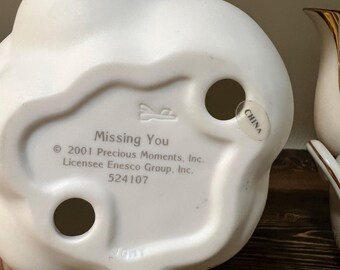 Missing You
© 2001 Precious Moments, Inc.
Licensee Enesco Group, Inc.
524107
CHINA